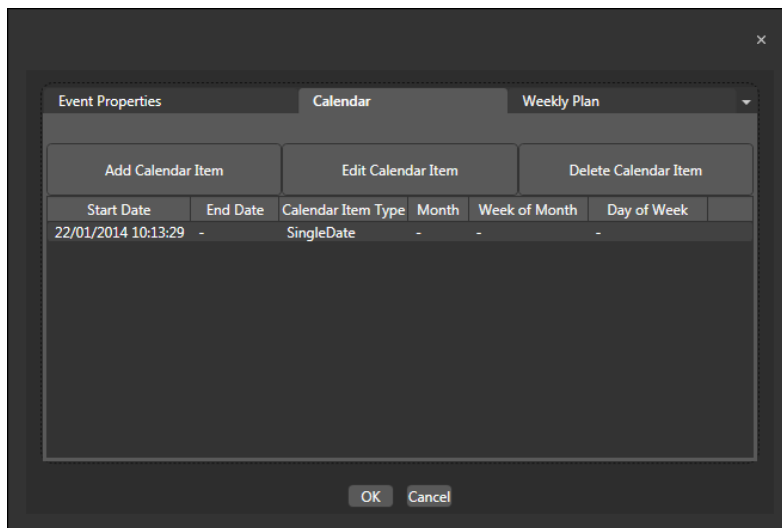 Event Properties Calendar Weekly Plan
Add Calendar Item Edit Calendar Item Delete Calendar Item
Start Date End Date Calendar Item Type Month Week of Month Day of Week
22/01/2014 10:13:29 - SingleDate - - -
OK Cancel